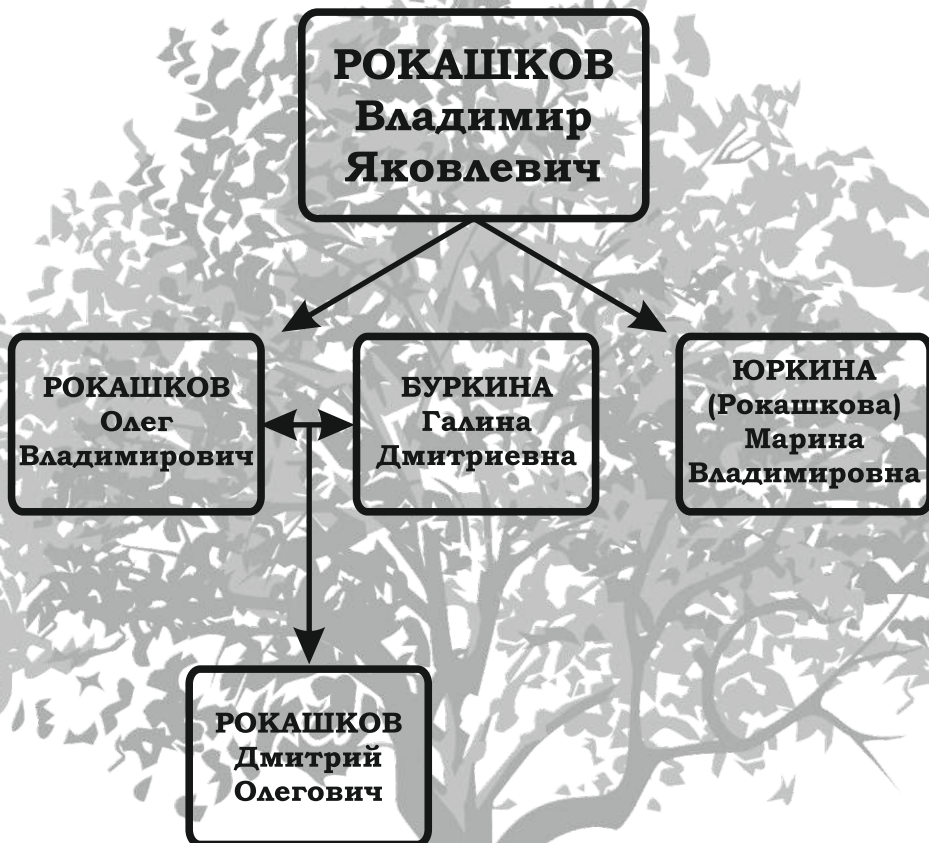 РОКАШКОВ
Владимир
Яковлевич
РОКАШКОВ
Олег
Владимирович
БУРКИНА
Галина
Дмитриевна
ЮРКИНА
(Рокашкова)
Марина
Владимировна
РОКАШКОВ
Дмитрий
Олегович